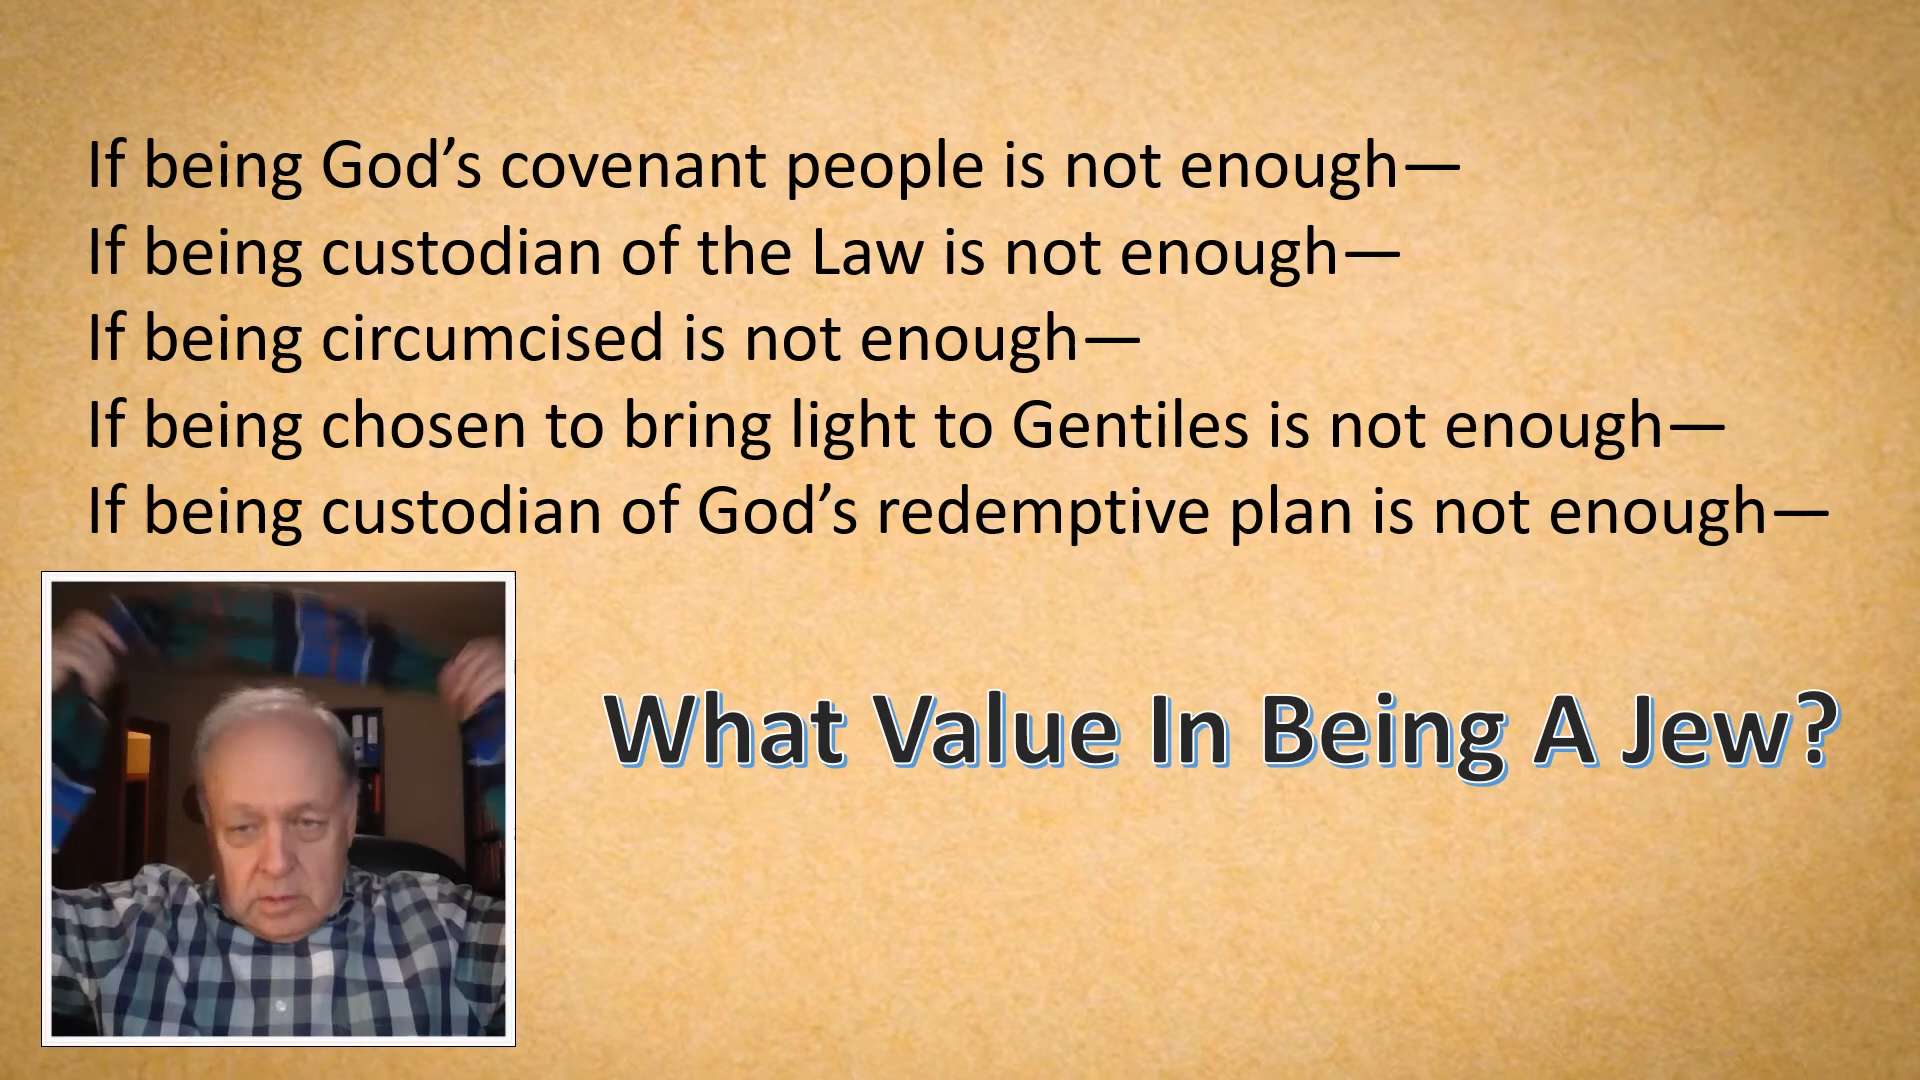 If being God’s covenant people is not enough—
If being custodian of the Law is not enough—
If being circumcised is not enough—
If being chosen to bring light to Gentiles is not enough—
If being custodian of God’s redemptive plan is not enough—
What Value In Being A Jew?